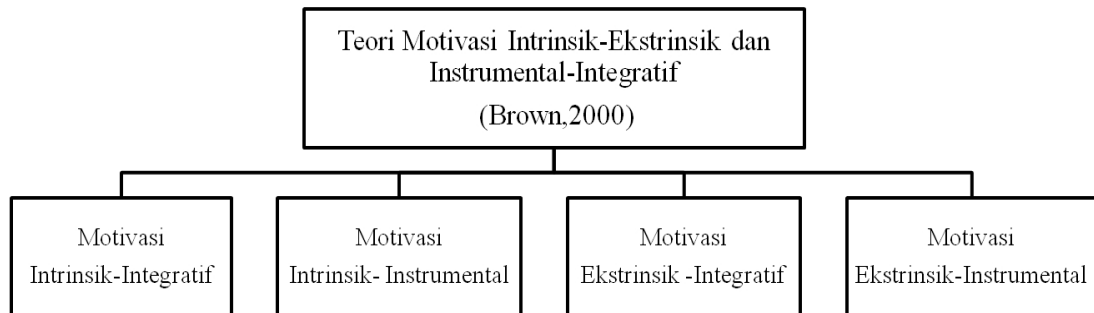 Teori Motivasi Intrinsik-Ekstrinsik dan
Instrumental-Integratif
(Brown,2000)
Motivasi
Intrinsik-Integratif
Motivasi
Intrinsik- Instrumental
Motivasi
Ekstrinsik -Integratif
Motivasi
Ekstrinsik-Instrumental